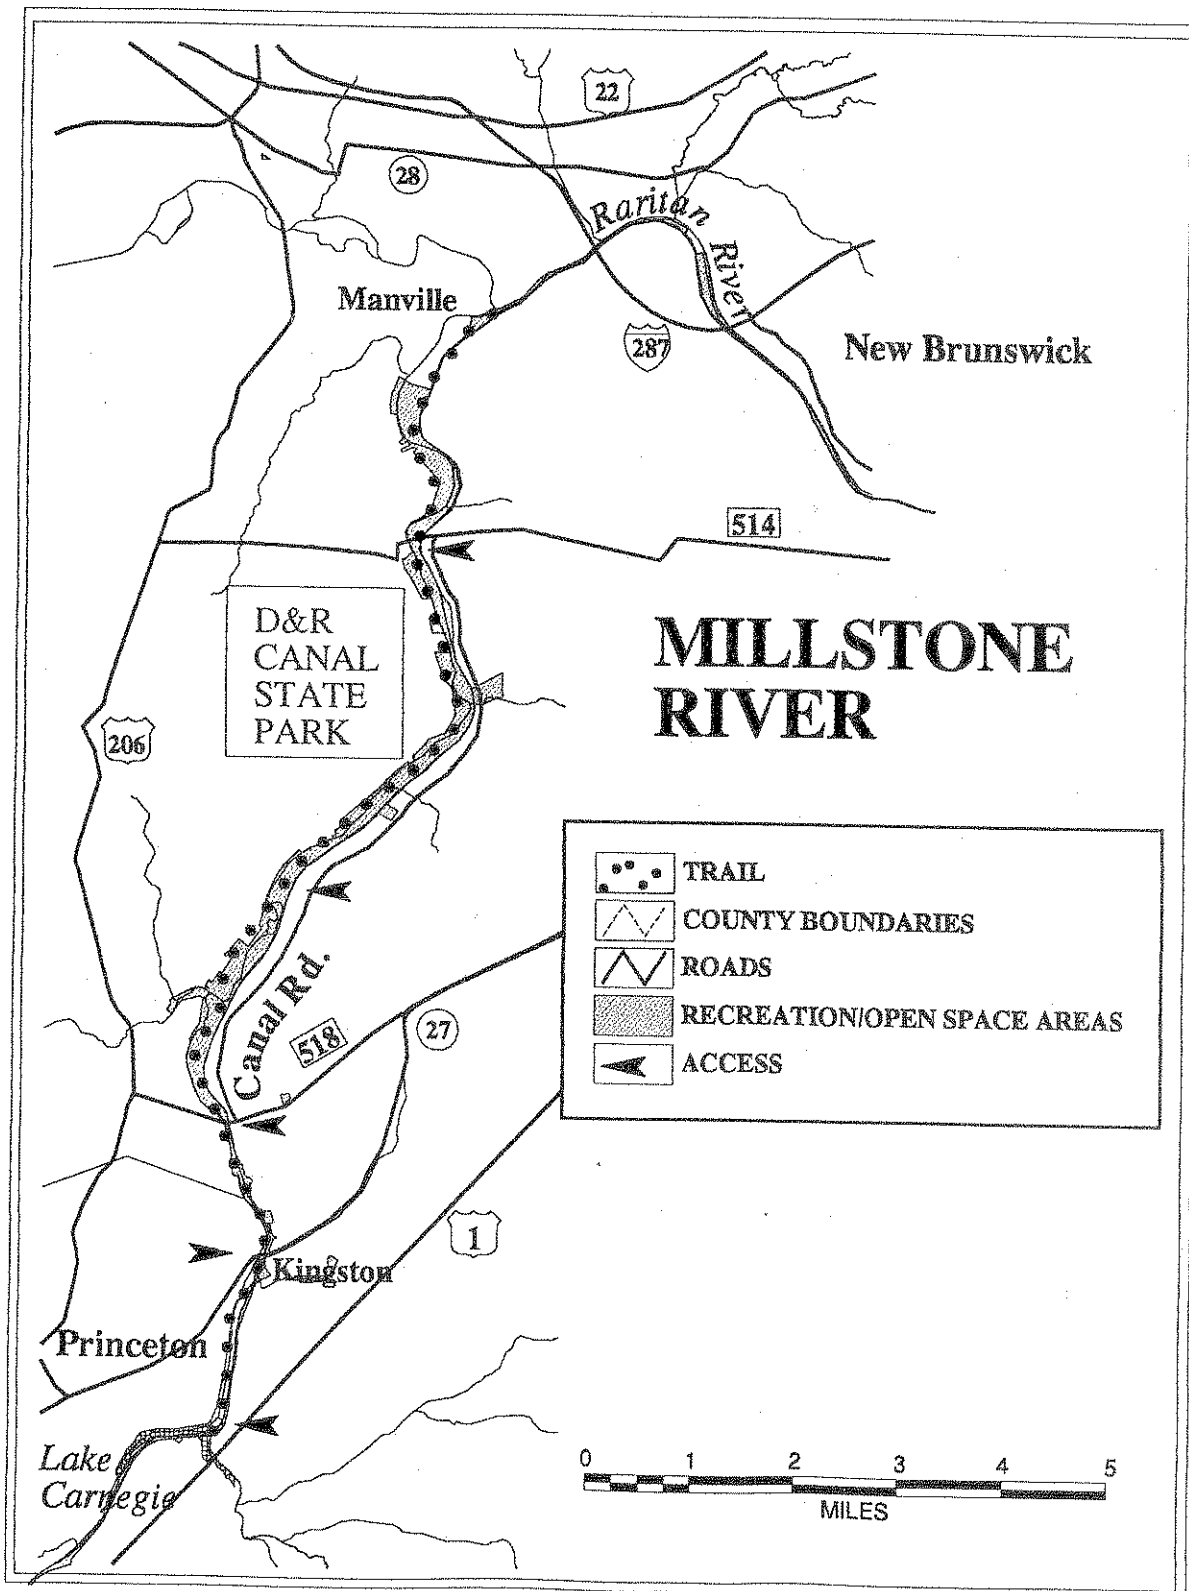 22
28
Raritan
River
Manville
287
New Brunswick
514
D&R
CANAL
STATE
PARK
MILLSTONE
RIVER
206
TRAIL
COUNTY BOUNDARIES
ROADS
RECREATION/OPEN SPACE AREAS
ACCESS
Canal Rd.
518
27
1
Kingston
Princeton
Lake
Carnegie
0 1 2 3 4 5
MILES